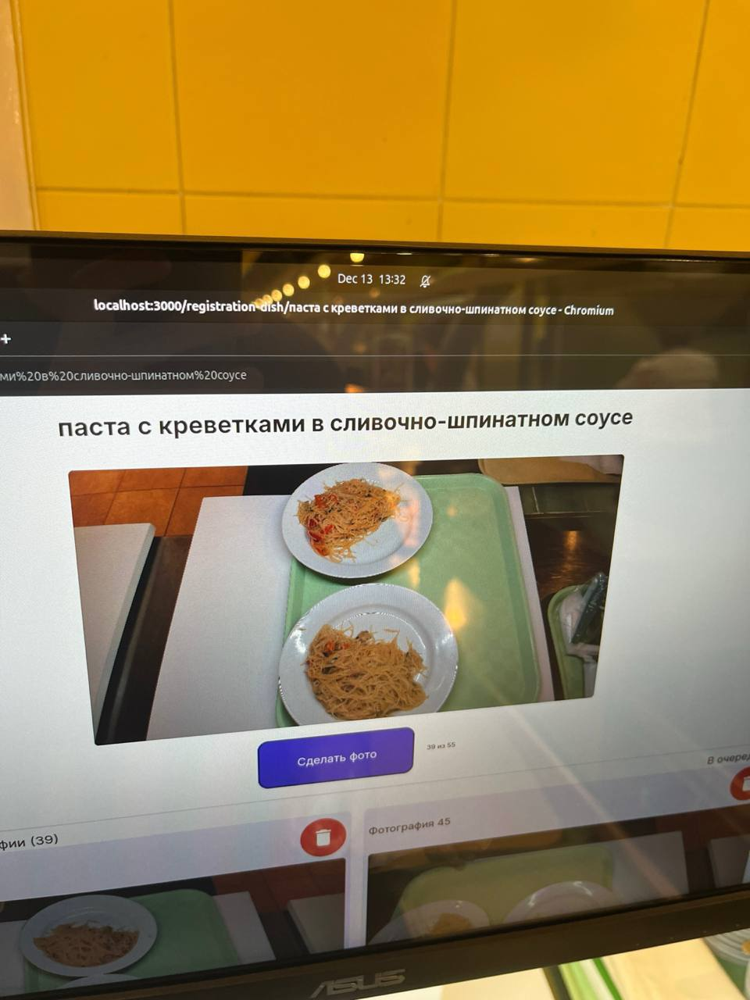 Dec 13 13:32
localhost:3000/registration-dish/паста с креветками в сливочно-шпинатном соусе - Chromium
+
ми%20в%20сливочно-шпинатном%20соусе
паста с креветками в сливочно-шпинатном соусе
Сделать фото
39 из 55
В очеред
фии (39)
Фотография 45
ASUS